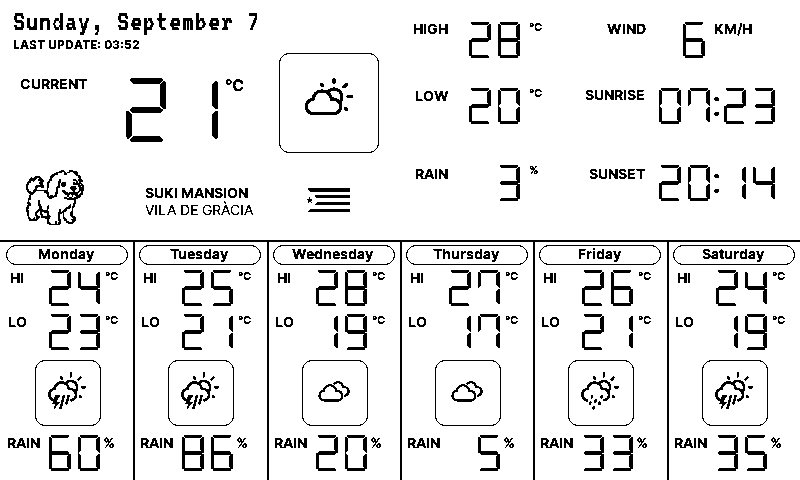 Sunday, September 7
LAST UPDATE: 03:52
CURRENT 21 °C
SUKI MANSION
VILA DE GRÀCIA
HIGH 28 °C
LOW 20 °C
RAIN 3 %
WIND 6 KM/H
SUNRISE 07:23
SUNSET 20:14
Monday
HI 24 °C
LO 23 °C
RAIN 60 %
Tuesday
HI 25 °C
LO 21 °C
RAIN 86 %
Wednesday
HI 28 °C
LO 19 °C
RAIN 20 %
Thursday
HI 27 °C
LO 17 °C
RAIN 5 %
Friday
HI 26 °C
LO 21 °C
RAIN 33 %
Saturday
HI 24 °C
LO 19 °C
RAIN 35 %